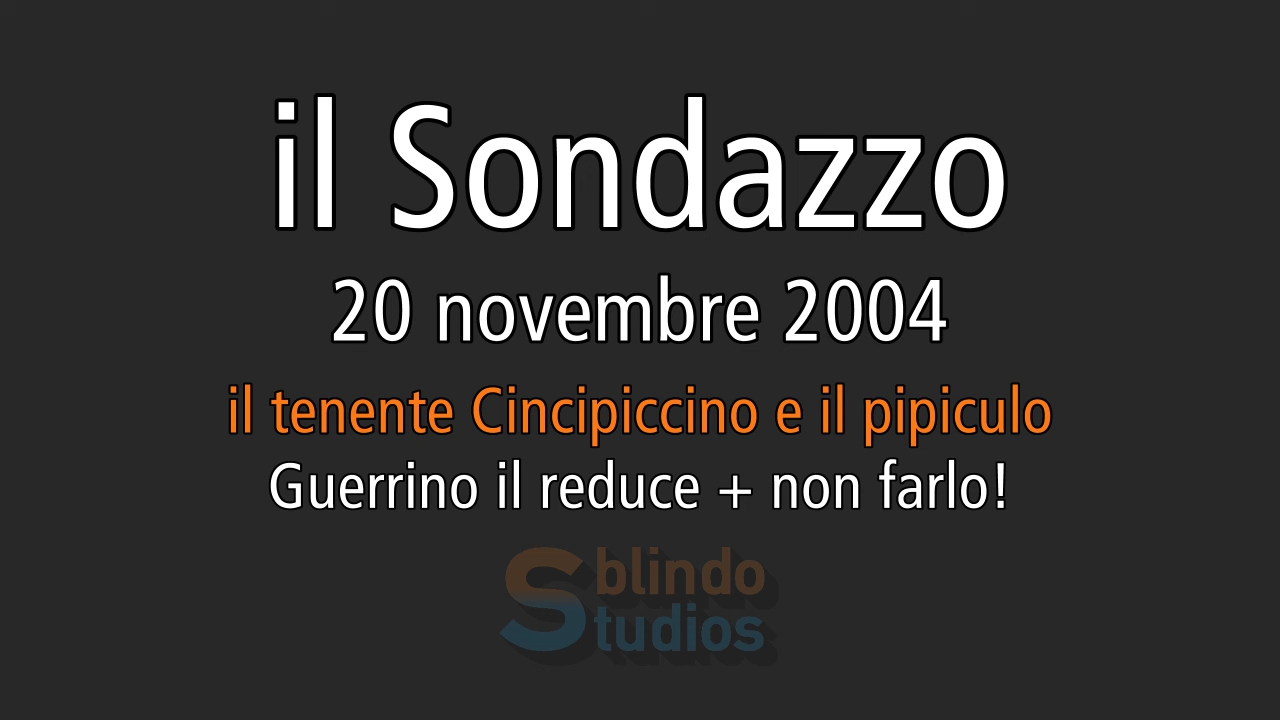 il Sondazzo
20 novembre 2004
il tenente Cincipiccino e il pipiculo
Guerrino il reduce + non farlo!
Sblindo
Studios